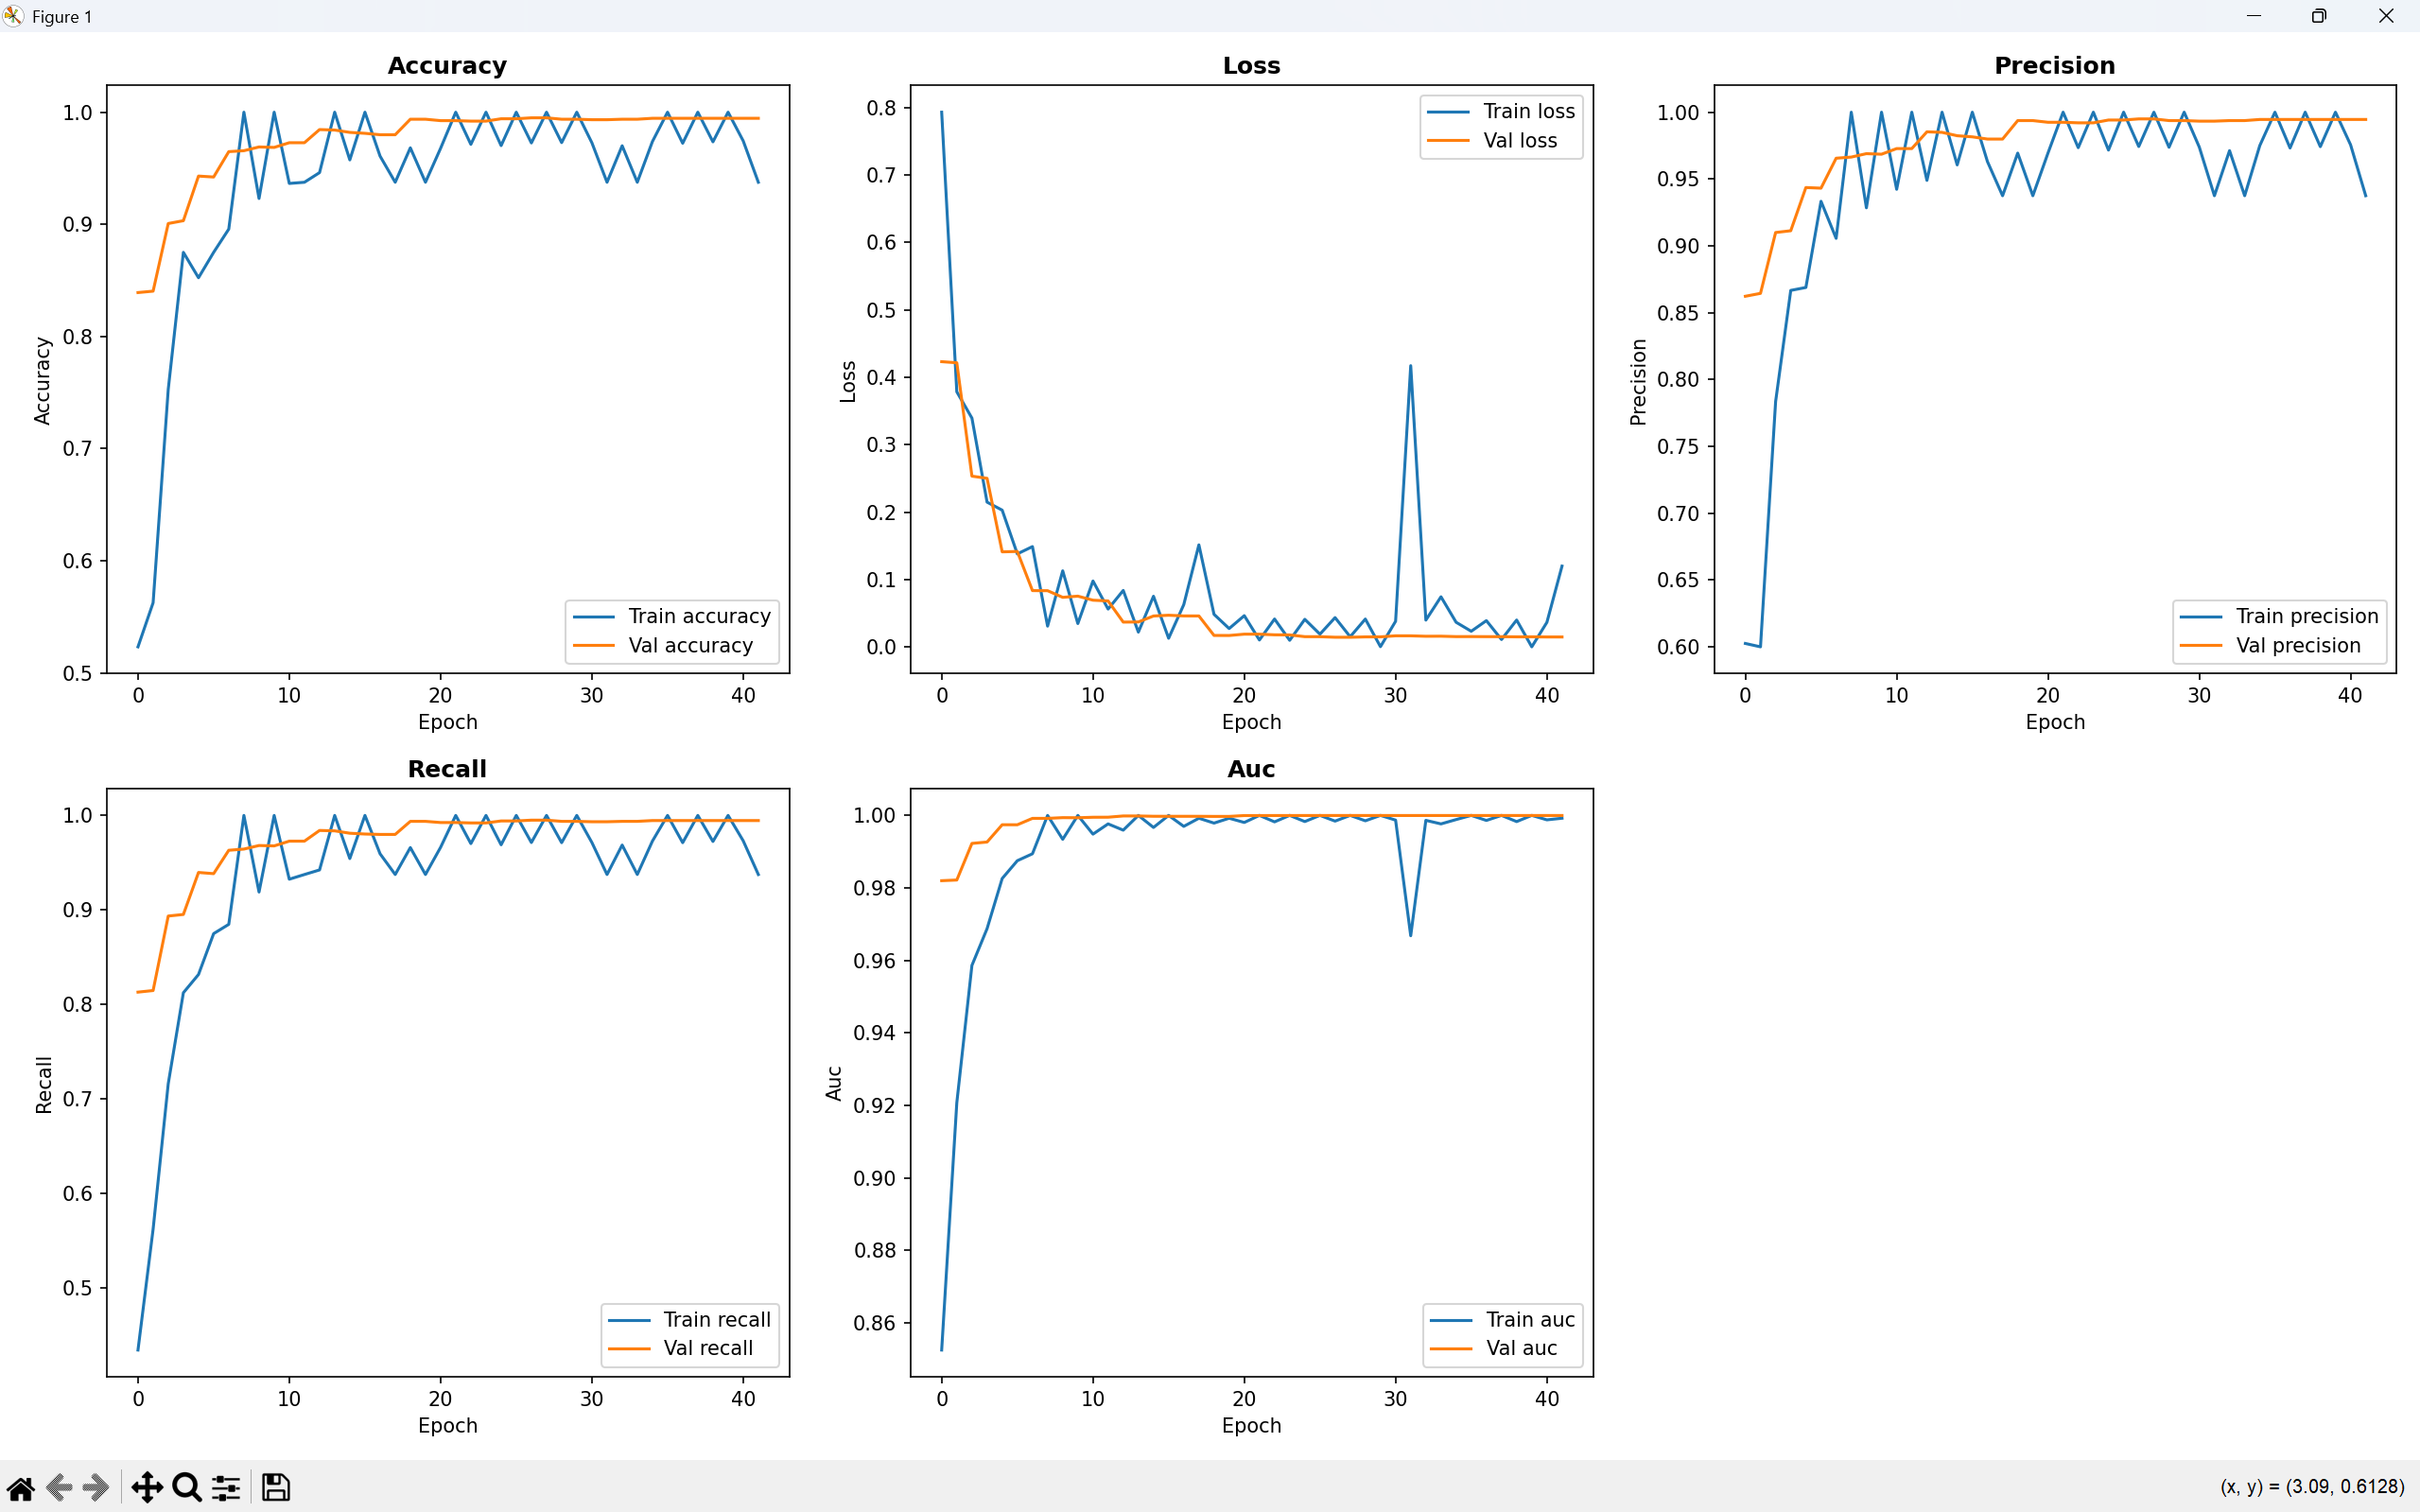 Figure 1
Accuracy
1.0
0.9
0.8
0.7
0.6
0.5
Accuracy
Train accuracy
Val accuracy
0 10 20 30 40
Epoch
Loss
0.8
0.7
0.6
0.5
0.4
0.3
0.2
0.1
0.0
Loss
Train loss
Val loss
0 10 20 30 40
Epoch
Precision
1.00
0.95
0.90
0.85
0.80
0.75
0.70
0.65
0.60
Precision
Train precision
Val precision
0 10 20 30 40
Epoch
Recall
1.0
0.9
0.8
0.7
0.6
0.5
Recall
Train recall
Val recall
0 10 20 30 40
Epoch
Auc
1.00
0.98
0.96
0.94
0.92
0.90
0.88
0.86
Auc
Train auc
Val auc
0 10 20 30 40
Epoch
(x, y) = (3.09, 0.6128)